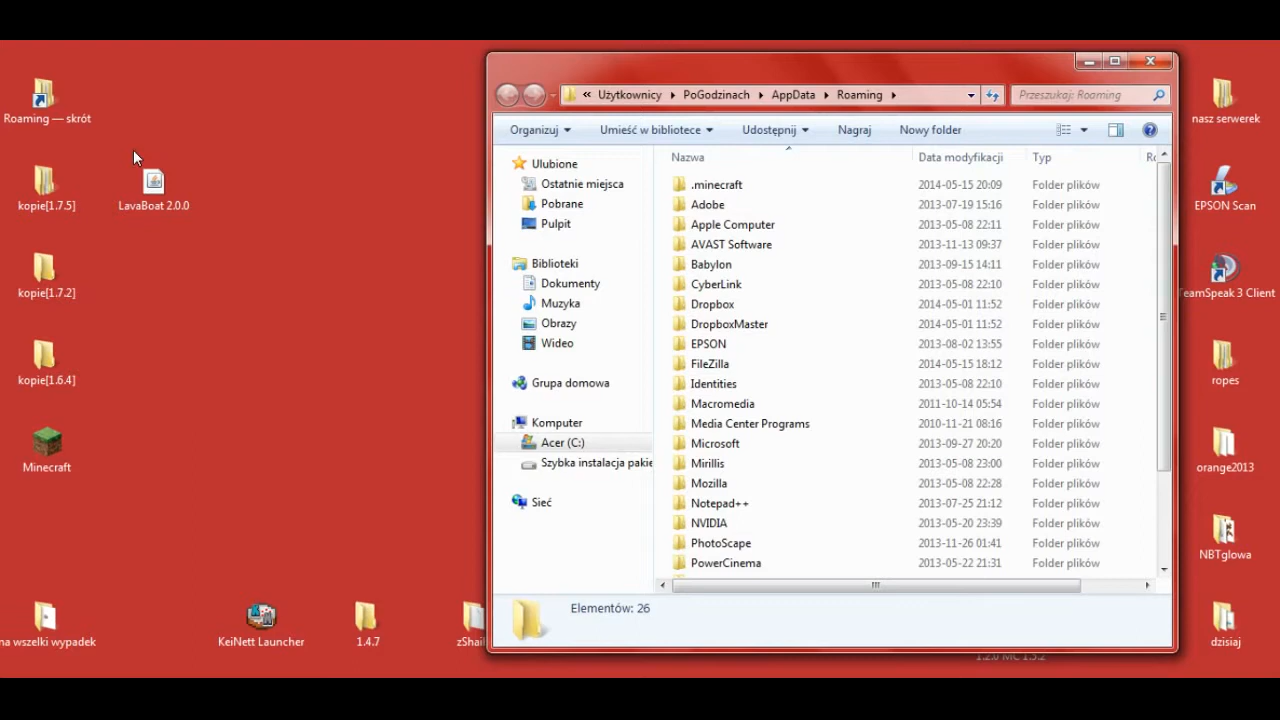 Roaming — skrót
kopie[1.7.5]
LavaBoat 2.0.0
kopie[1.7.2]
kopie[1.6.4]
Minecraft
na wszelki wypadek
KeiNett Launcher
1.4.7
« Użytkownicy PoGodzinach AppData Roaming
Przeszukaj: Roaming
Organizuj Umieść w bibliotece Udostępnij Nagraj Nowy folder
Ulubione
Ostatnie miejsca
Pobrane
Pulpit
Biblioteki
Dokumenty
Muzyka
Obrazy
Wideo
Grupa domowa
Komputer
Acer (C:)
Szybka instalacja pakie
Sieć
Nazwa Data modyfikacji Typ
.minecraft 2014-05-15 20:09 Folder plików
Adobe 2013-07-19 15:16 Folder plików
Apple Computer 2013-05-08 22:11 Folder plików
AVAST Software 2013-11-13 09:37 Folder plików
Babylon 2013-09-15 14:11 Folder plików
CyberLink 2013-05-08 22:10 Folder plików
Dropbox 2014-05-01 11:52 Folder plików
DropboxMaster 2014-05-01 11:52 Folder plików
EPSON 2013-08-02 13:55 Folder plików
FileZilla 2014-05-15 18:12 Folder plików
Identities 2013-05-08 22:10 Folder plików
Macromedia 2011-10-14 05:54 Folder plików
Media Center Programs 2010-11-21 08:16 Folder plików
Microsoft 2013-09-27 20:20 Folder plików
Mirillis 2013-05-08 23:00 Folder plików
Mozilla 2013-05-08 22:28 Folder plików
Notepad++ 2013-07-25 21:12 Folder plików
NVIDIA 2013-05-20 23:39 Folder plików
PhotoScape 2013-11-26 01:41 Folder plików
PowerCinema 2013-05-22 21:31 Folder plików
Elementów: 26
nasz serwerek
EPSON Scan
TeamSpeak 3 Client
ropes
orange2013
NBTglowa
dzisiaj